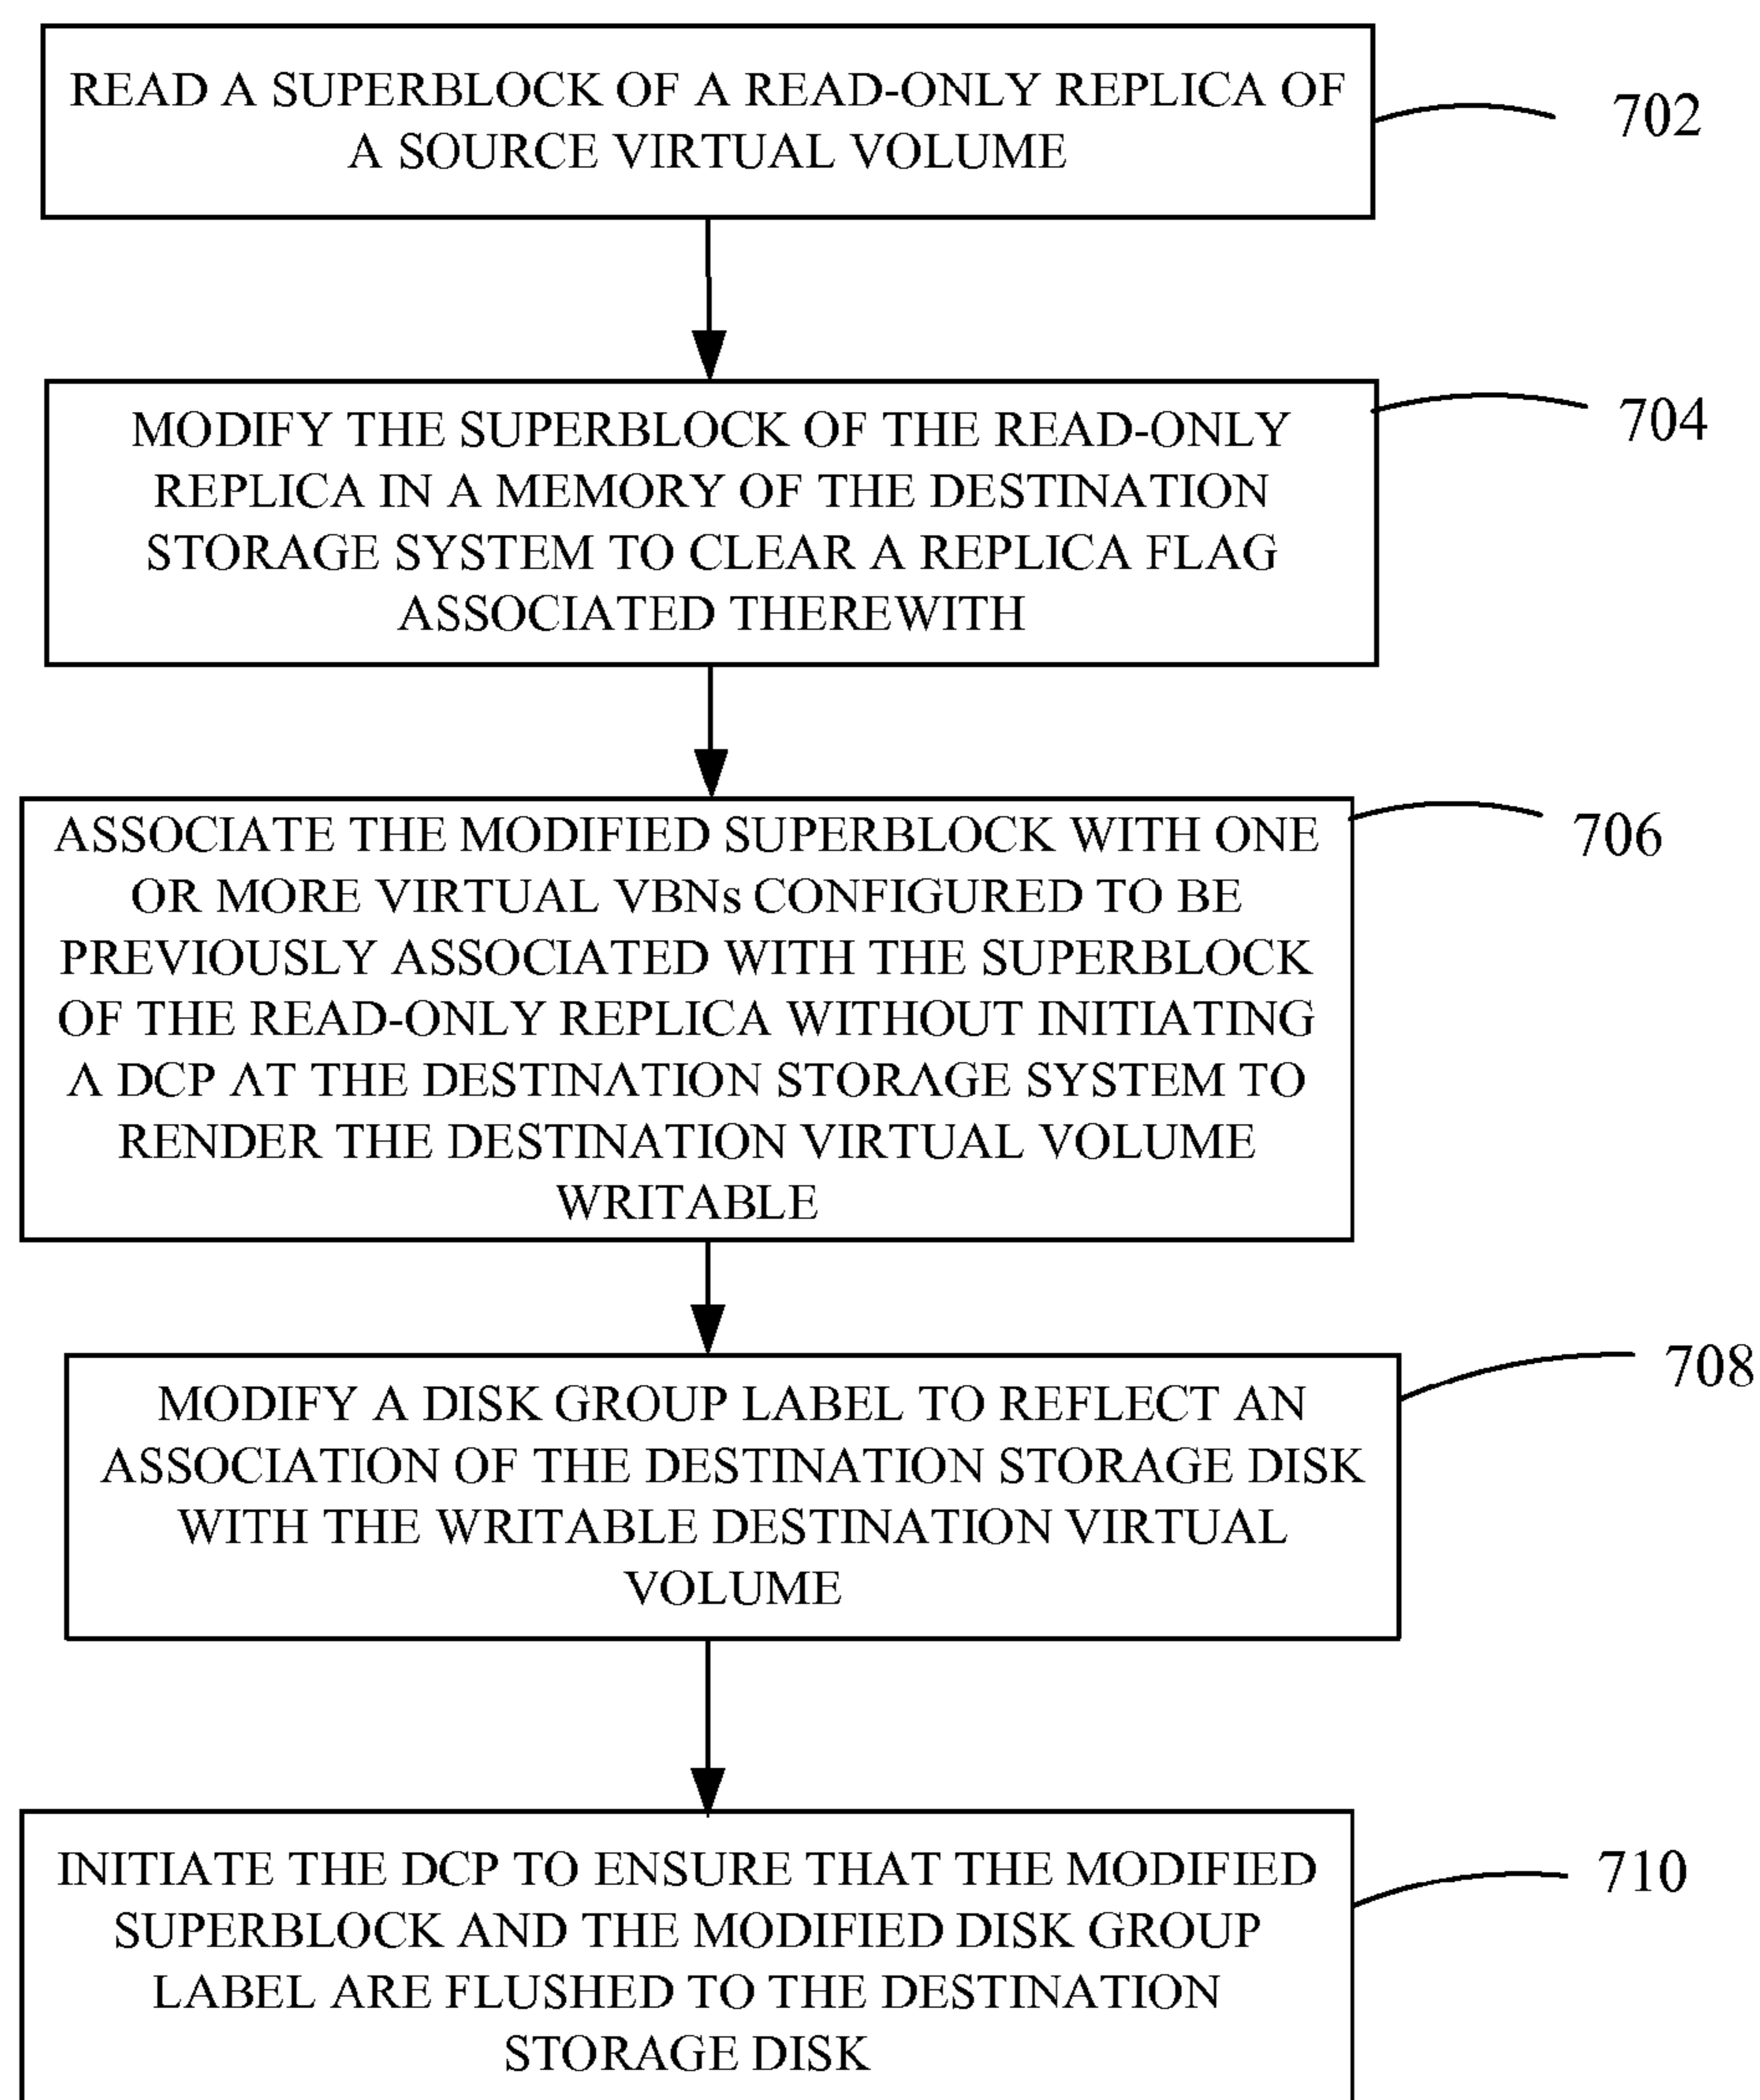 READ A SUPERBLOCK OF A READ-ONLY REPLICA OF
A SOURCE VIRTUAL VOLUME
702
MODIFY THE SUPERBLOCK OF THE READ-ONLY
REPLICA IN A MEMORY OF THE DESTINATION
STORAGE SYSTEM TO CLEAR A REPLICA FLAG
ASSOCIATED THEREWITH
704
ASSOCIATE THE MODIFIED SUPERBLOCK WITH ONE
OR MORE VIRTUAL VBNs CONFIGURED TO BE
PREVIOUSLY ASSOCIATED WITH THE SUPERBLOCK
OF THE READ-ONLY REPLICA WITHOUT INITIATING
A DCP AT THE DESTINATION STORAGE SYSTEM TO
RENDER THE DESTINATION VIRTUAL VOLUME
WRITABLE
706
MODIFY A DISK GROUP LABEL TO REFLECT AN
ASSOCIATION OF THE DESTINATION STORAGE DISK
WITH THE WRITABLE DESTINATION VIRTUAL
VOLUME
708
INITIATE THE DCP TO ENSURE THAT THE MODIFIED
SUPERBLOCK AND THE MODIFIED DISK GROUP
LABEL ARE FLUSHED TO THE DESTINATION
STORAGE DISK
710